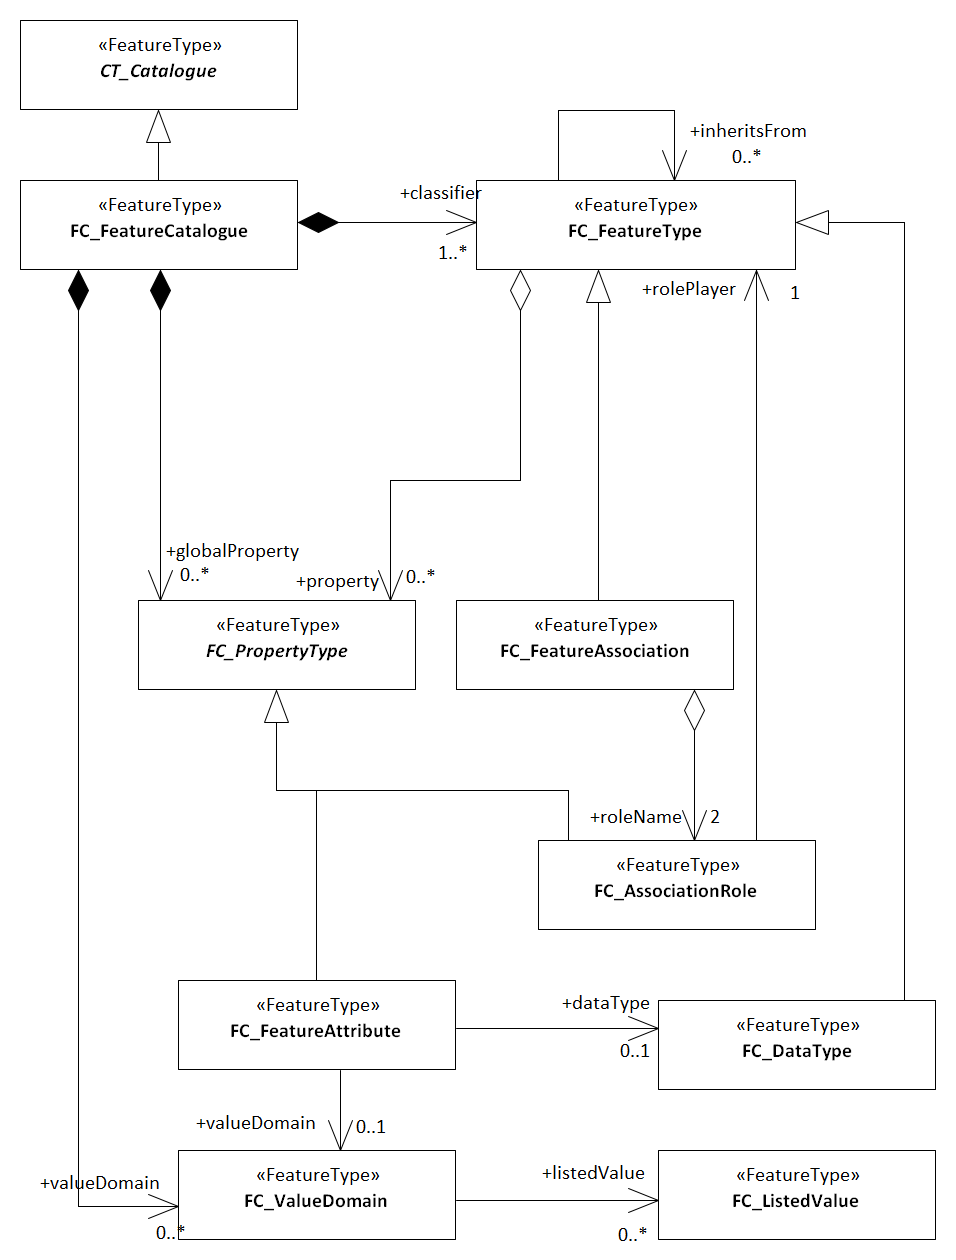 «FeatureType»
CT_Catalogue
+inheritsFrom
0..*
«FeatureType»
FC_FeatureCatalogue
+classifier
1..*
«FeatureType»
FC_FeatureType
+rolePlayer
1
+globalProperty
0..*
+property
0..*
«FeatureType»
FC_PropertyType
«FeatureType»
FC_FeatureAssociation
+roleName
2
«FeatureType»
FC_AssociationRole
«FeatureType»
FC_FeatureAttribute
+dataType
0..1
«FeatureType»
FC_DataType
+valueDomain
0..1
+valueDomain
0..*
«FeatureType»
FC_ValueDomain
+listedValue
0..*
«FeatureType»
FC_ListedValue